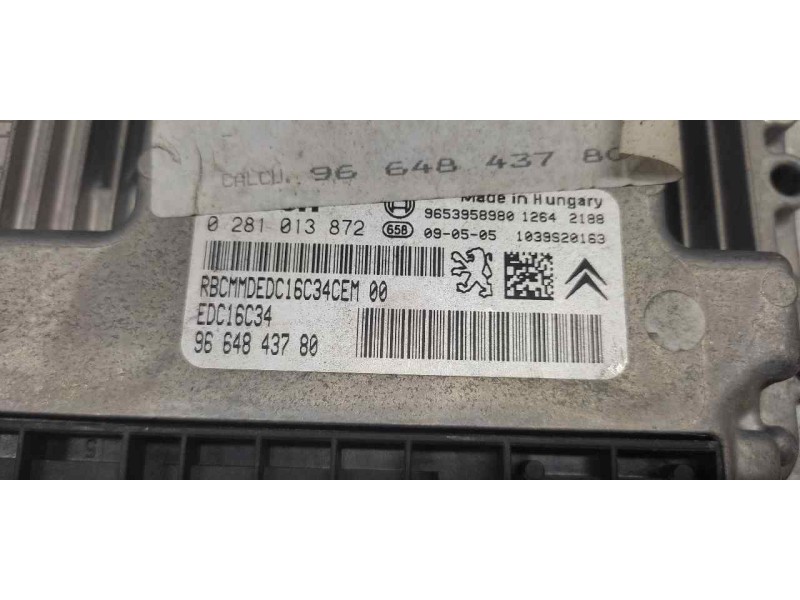 CALCU. 96 648 437 80
Made in Hungary
0 281 013 872
9653958980 1264 2188
658 09-05-05 1039S20163
RBCMMDEDC16C34CEM 00
EDC16C34
96 648 437 80